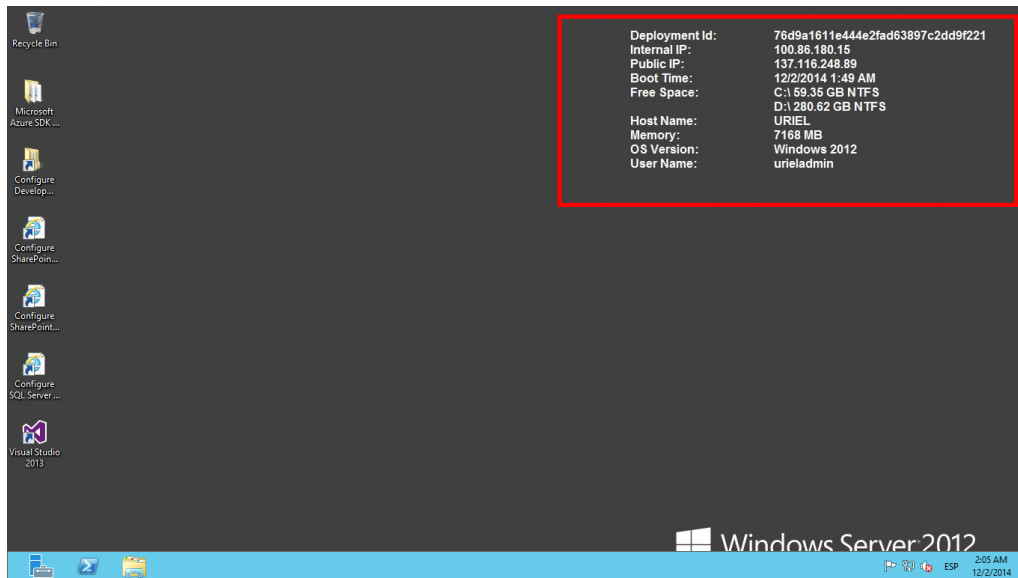 Recycle Bin
Microsoft
Azure SDK ...
Configure
Develop...
Configure
SharePoin...
Configure
SharePoint...
Configure
SQL Server ...
Visual Studio
2013
Deployment Id: 76d9a1611e444e2fad63897c2dd9f221
Internal IP: 100.86.180.15
Public IP: 137.116.248.89
Boot Time: 12/2/2014 1:49 AM
Free Space: C:\ 59.35 GB NTFS
D:\ 280.62 GB NTFS
Host Name: URIEL
Memory: 7168 MB
OS Version: Windows 2012
User Name: urieladmin
Windows Server 2012
ESP
2:05 AM
12/2/2014